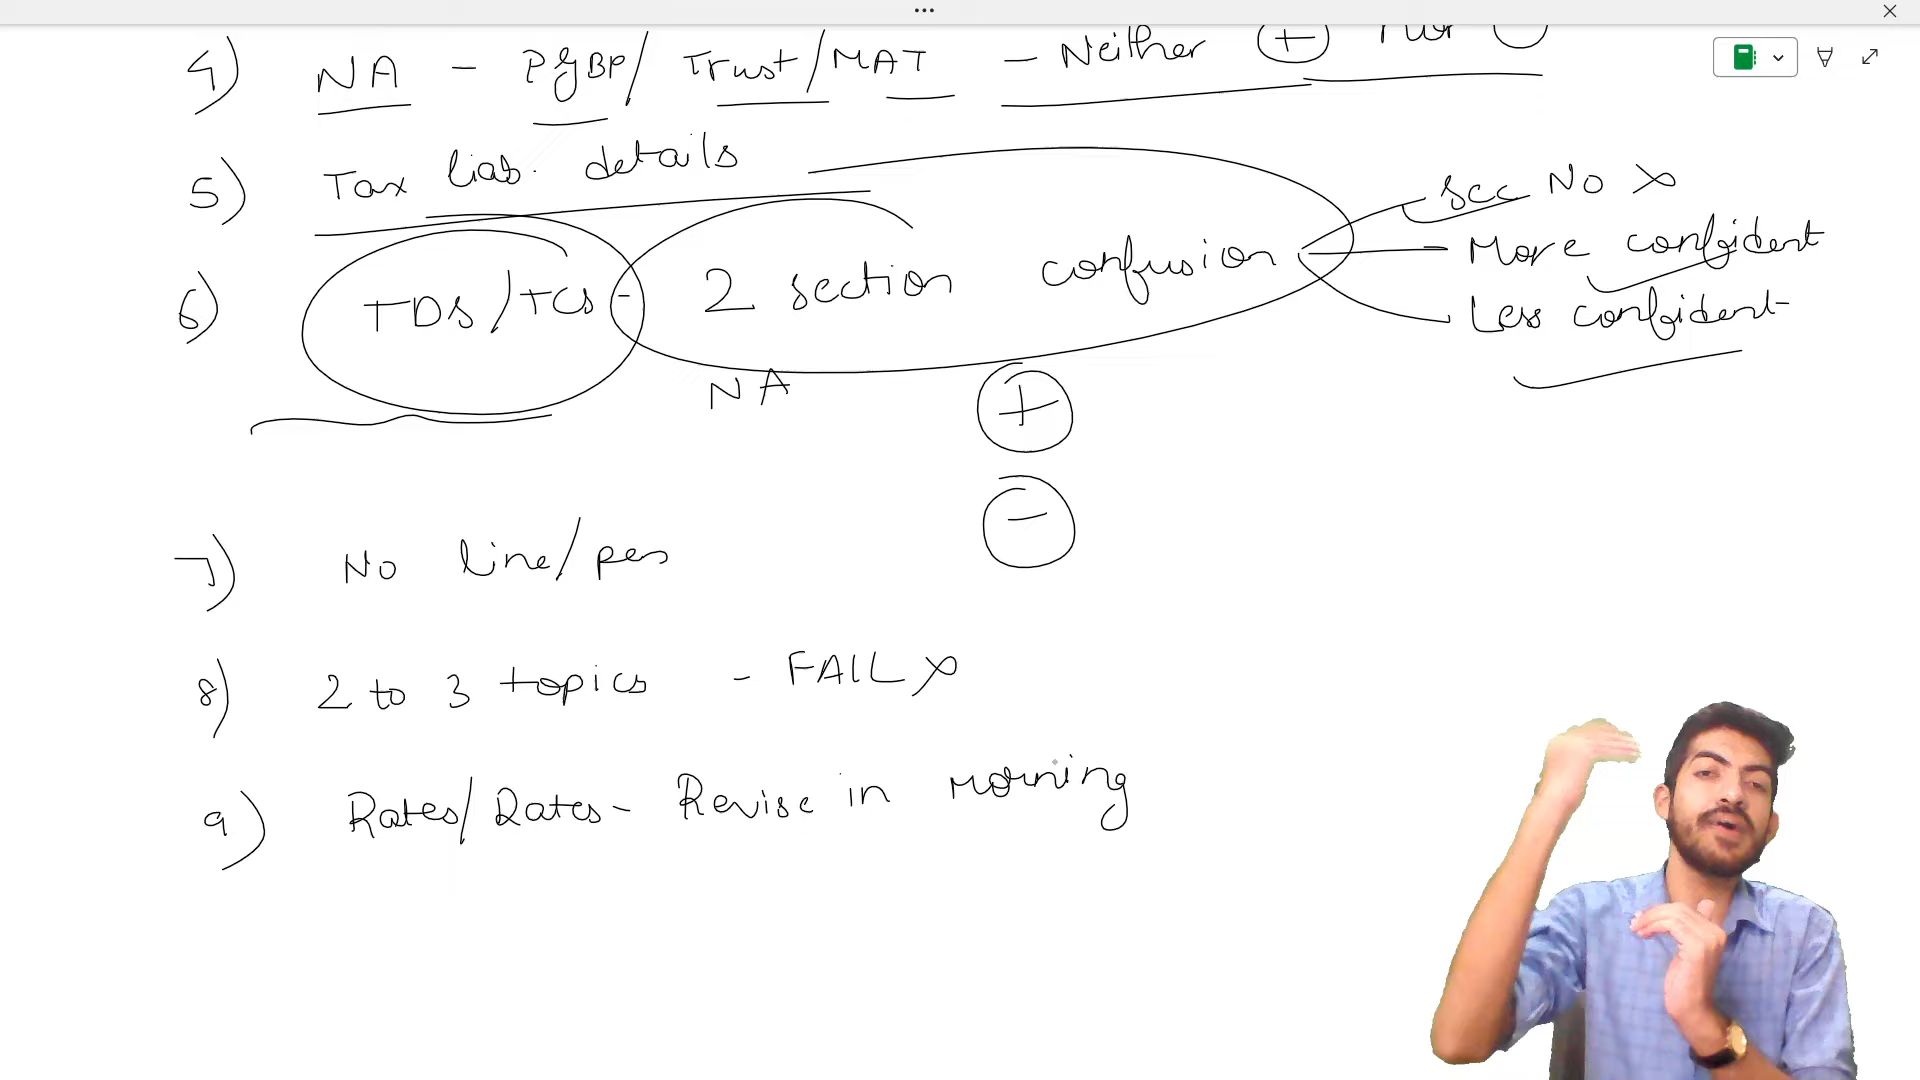 4) NA - PGBP/ Trust/MAT - Neither + nor -
5) Tax liab. details
6) TDS/TCS - 2 section confusion
Sec No x
More confident
Less confident
NA
+
-
7) No line/para
8) 2 to 3 topics - FAIL x
9) Rates/Dates - Revise in morning